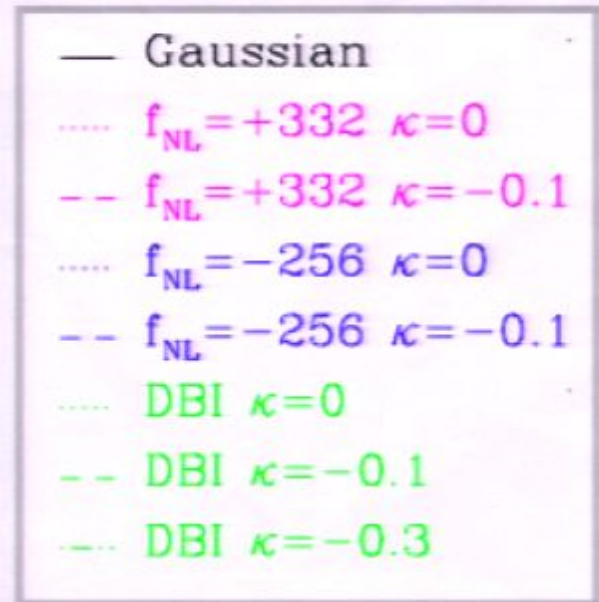 Gaussian
f_NL=+332 κ=0
f_NL=+332 κ=−0.1
f_NL=−256 κ=0
f_NL=−256 κ=−0.1
DBI κ=0
DBI κ=−0.1
DBI κ=−0.3